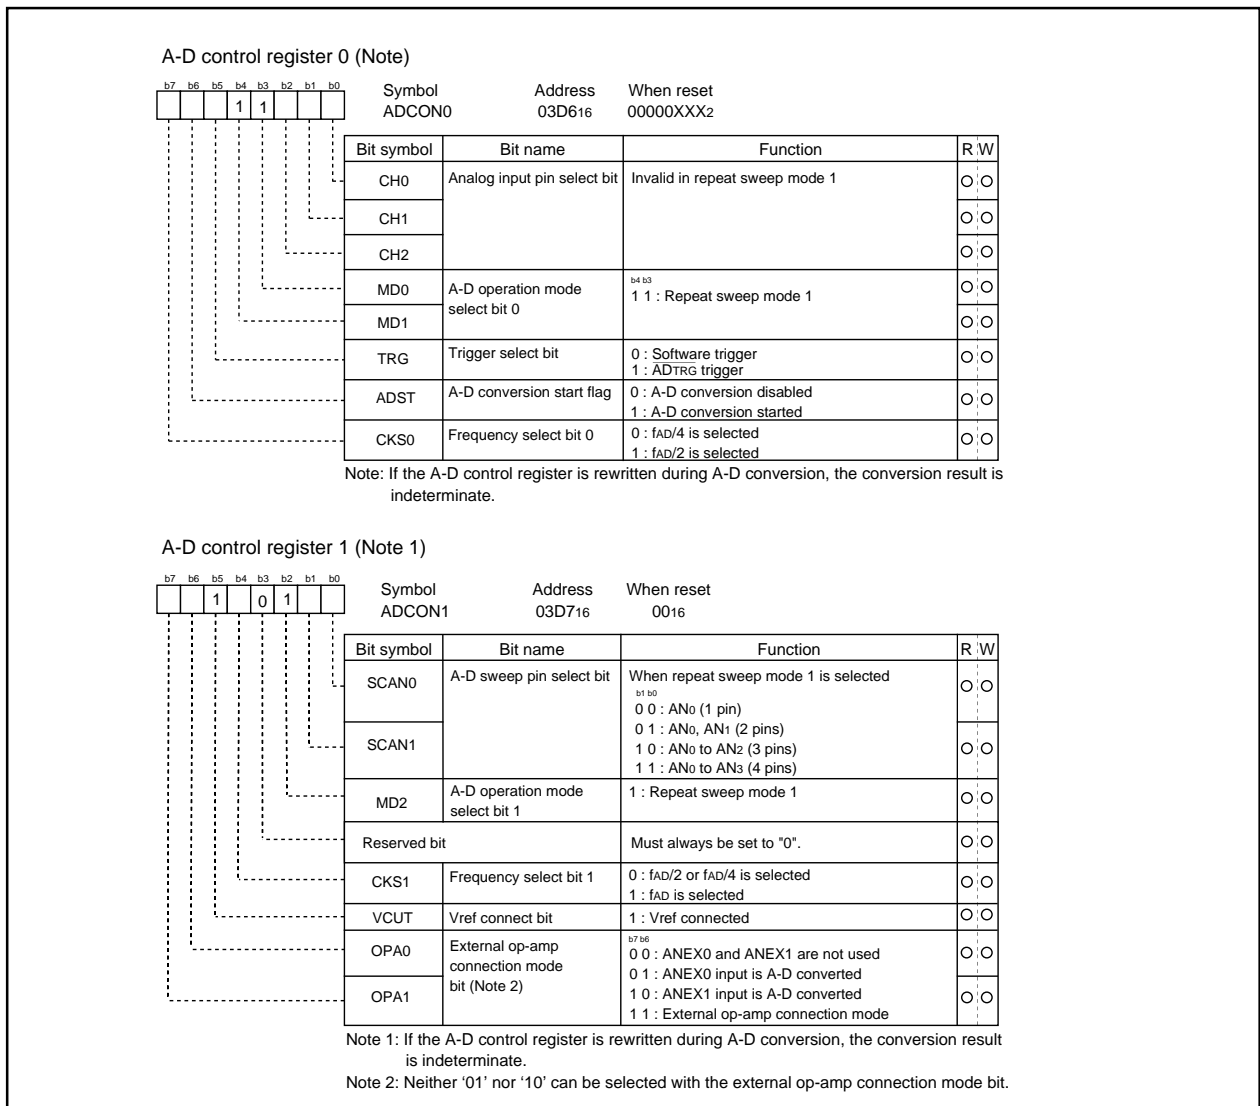 A-D control register 0 (Note)
b7 b6 b5 b4 b3 b2 b1 b0
1 1
Symbol Address When reset
ADCON0 03D616 00000XXX2
Bit symbol Bit name Function R W
CH0 Analog input pin select bit Invalid in repeat sweep mode 1
CH1
CH2
MD0 A-D operation mode select bit 0 b4 b3
1 1 : Repeat sweep mode 1
MD1
TRG Trigger select bit 0 : Software trigger
1 : ADTRG trigger
ADST A-D conversion start flag 0 : A-D conversion disabled
1 : A-D conversion started
CKS0 Frequency select bit 0 0 : fAD/4 is selected
1 : fAD/2 is selected
Note: If the A-D control register is rewritten during A-D conversion, the conversion result is
indeterminate.
A-D control register 1 (Note 1)
b7 b6 b5 b4 b3 b2 b1 b0
1 0 1
Symbol Address When reset
ADCON1 03D716 0016
Bit symbol Bit name Function R W
SCAN0 A-D sweep pin select bit When repeat sweep mode 1 is selected
b1 b0
0 0 : AN0 (1 pin)
0 1 : AN0, AN1 (2 pins)
SCAN1 1 0 : AN0 to AN2 (3 pins)
1 1 : AN0 to AN3 (4 pins)
MD2 A-D operation mode select bit 1 1 : Repeat sweep mode 1
Reserved bit Must always be set to "0".
CKS1 Frequency select bit 1 0 : fAD/2 or fAD/4 is selected
1 : fAD is selected
VCUT Vref connect bit 1 : Vref connected
OPA0 External op-amp connection mode bit (Note 2) b7 b6
0 0 : ANEX0 and ANEX1 are not used
0 1 : ANEX0 input is A-D converted
OPA1 1 0 : ANEX1 input is A-D converted
1 1 : External op-amp connection mode
Note 1: If the A-D control register is rewritten during A-D conversion, the conversion result
is indeterminate.
Note 2: Neither ‘01’ nor ‘10’ can be selected with the external op-amp connection mode bit.